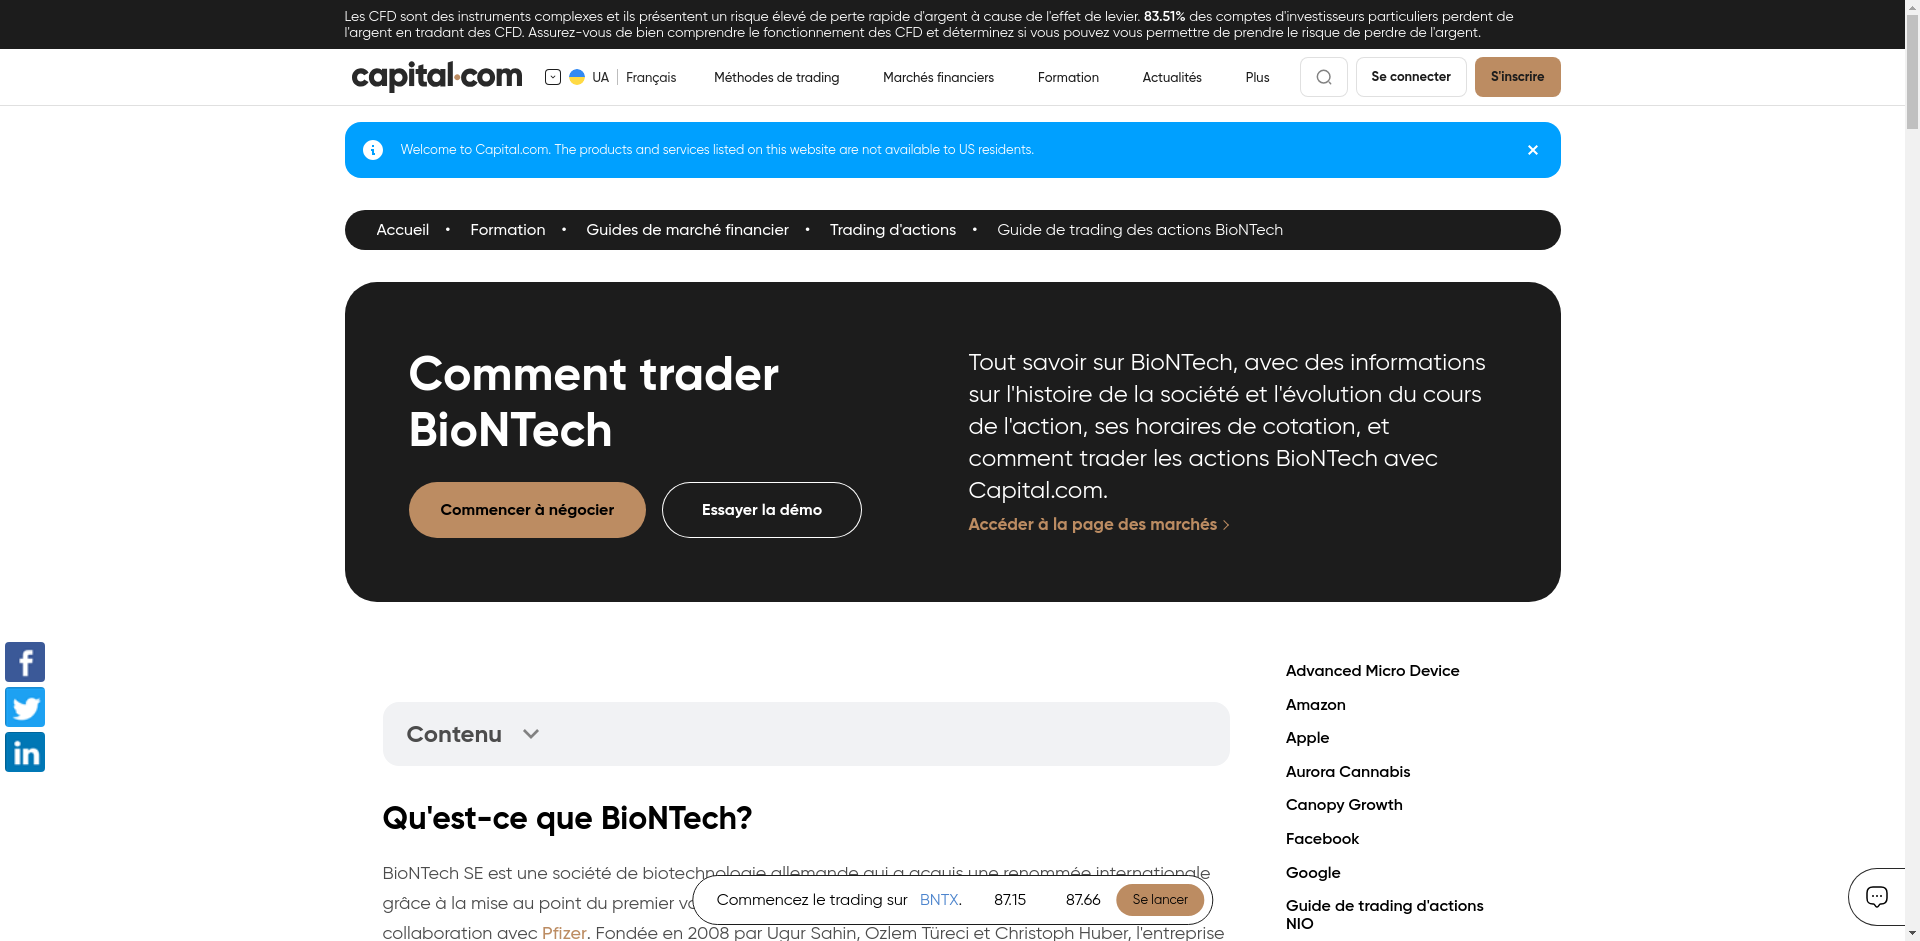 Les CFD sont des instruments complexes et ils présentent un risque élevé de perte rapide d'argent à cause de l'effet de levier. 83.51% des comptes d'investisseurs particuliers perdent de
l'argent en tradant des CFD. Assurez-vous de bien comprendre le fonctionnement des CFD et déterminez si vous pouvez vous permettre de prendre le risque de perdre de l'argent.
capital.com UA Français Méthodes de trading Marchés financiers Formation Actualités Plus Se connecter S'inscrire
Welcome to Capital.com. The products and services listed on this website are not available to US residents.
Accueil • Formation • Guides de marché financier • Trading d'actions • Guide de trading des actions BioNTech
Comment trader
BioNTech
Commencer à négocier Essayer la démo
Tout savoir sur BioNTech, avec des informations
sur l'histoire de la société et l'évolution du cours
de l'action, ses horaires de cotation, et
comment trader les actions BioNTech avec
Capital.com.
Accéder à la page des marchés
Contenu
Qu'est-ce que BioNTech?
BioNTech SE est une société de biotechnologie allemande qui a acquis une renommée internationale
grâce à la mise au point du premier
collaboration avec Pfizer. Fondée en 2008 par Ugur Sahin, Özlem Türeci et Christoph Huber, l'entreprise
Commencez le trading sur BNTX. 87.15 87.66 Se lancer
Advanced Micro Device
Amazon
Apple
Aurora Cannabis
Canopy Growth
Facebook
Google
Guide de trading d'actions
NIO